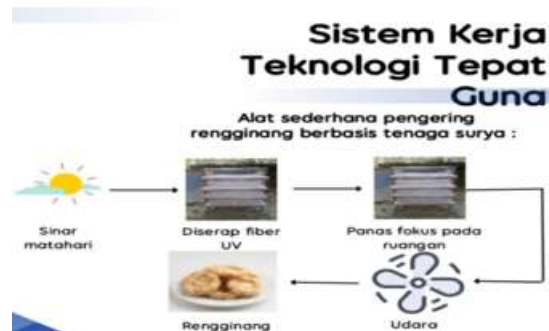 Sistem Kerja
Teknologi Tepat
Guna
Alat sederhana pengering
rengginang berbasis tenaga surya :
Sinar
matahari
Diserap fiber
UV
Panas fokus pada
ruangan
Rengginang
Udara